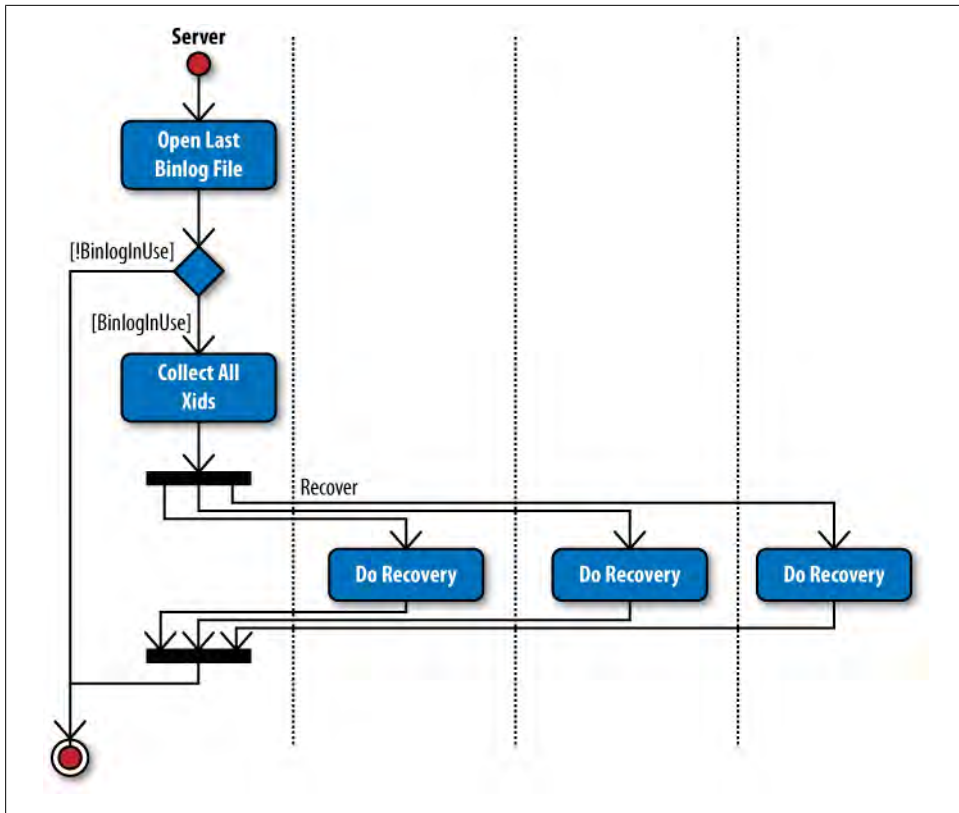 Server
Open Last
Binlog File
[!BinlogInUse]
[BinlogInUse]
Collect All
Xids
Recover
Do Recovery
Do Recovery
Do Recovery